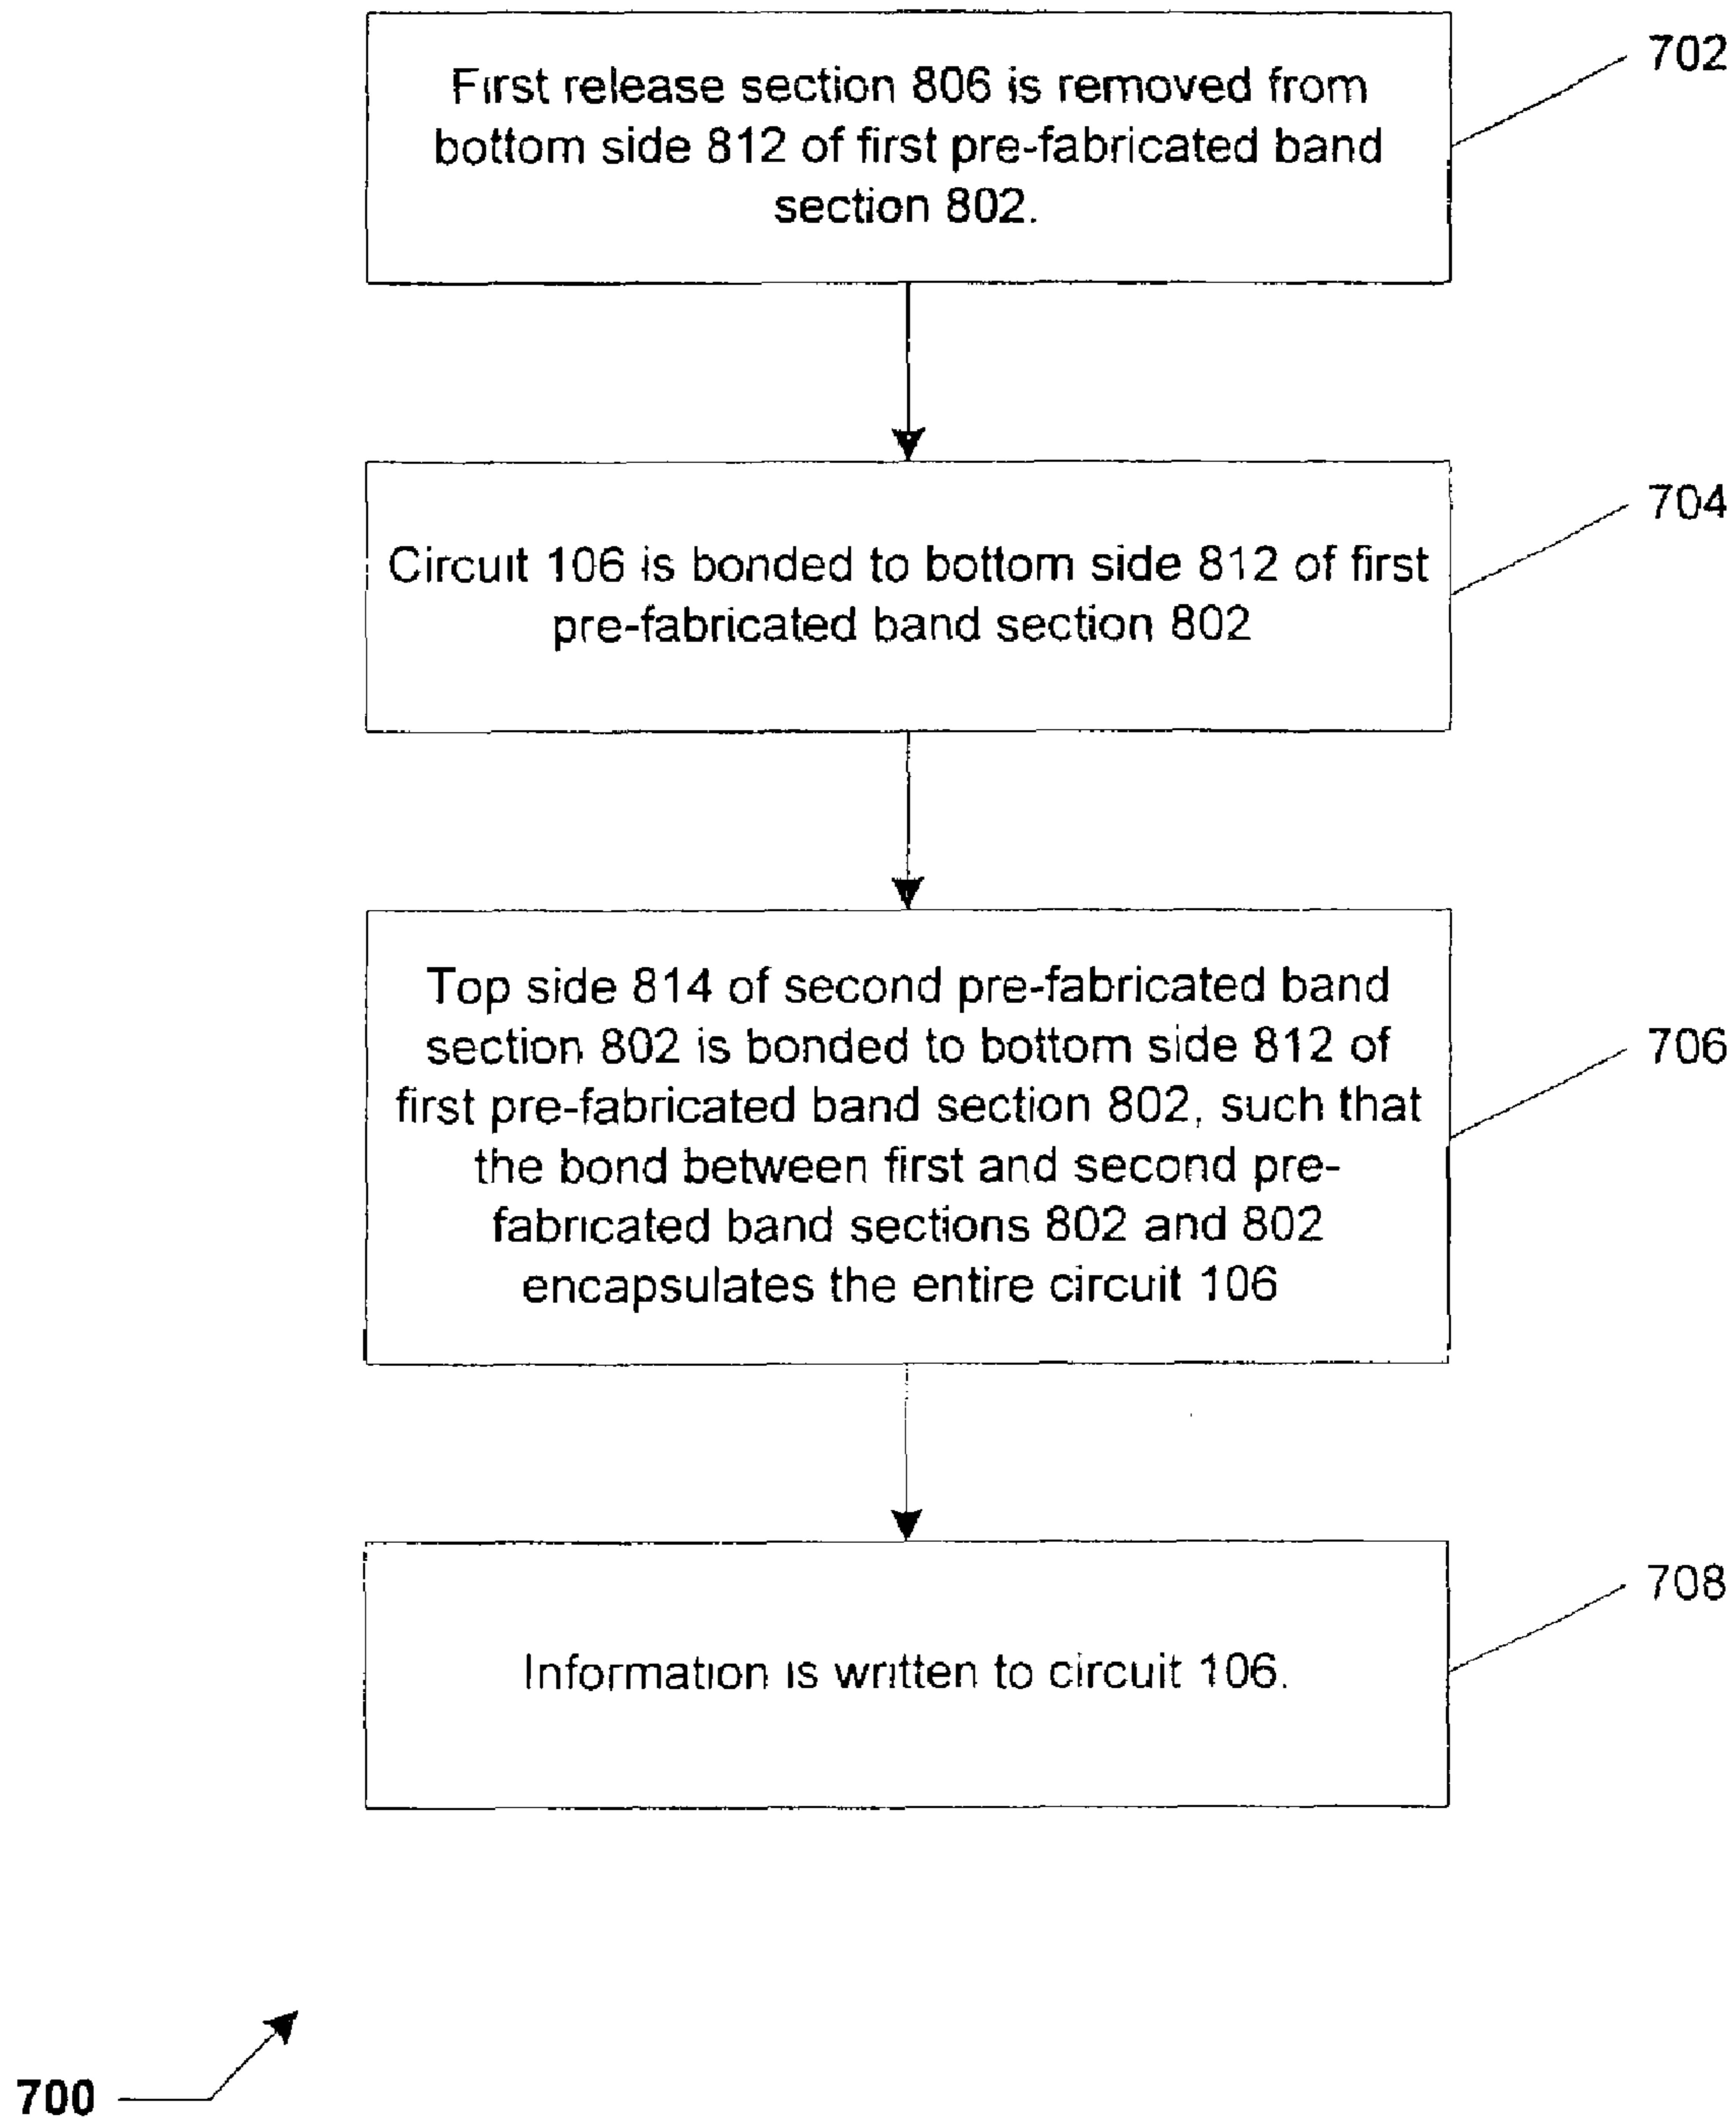 First release section 806 is removed from
bottom side 812 of first pre-fabricated band
section 802.
702
Circuit 106 is bonded to bottom side 812 of first
pre-fabricated band section 802
704
Top side 814 of second pre-fabricated band
section 802 is bonded to bottom side 812 of
first pre-fabricated band section 802, such that
the bond between first and second pre-
fabricated band sections 802 and 802
encapsulates the entire circuit 106
706
Information is written to circuit 106.
708
700